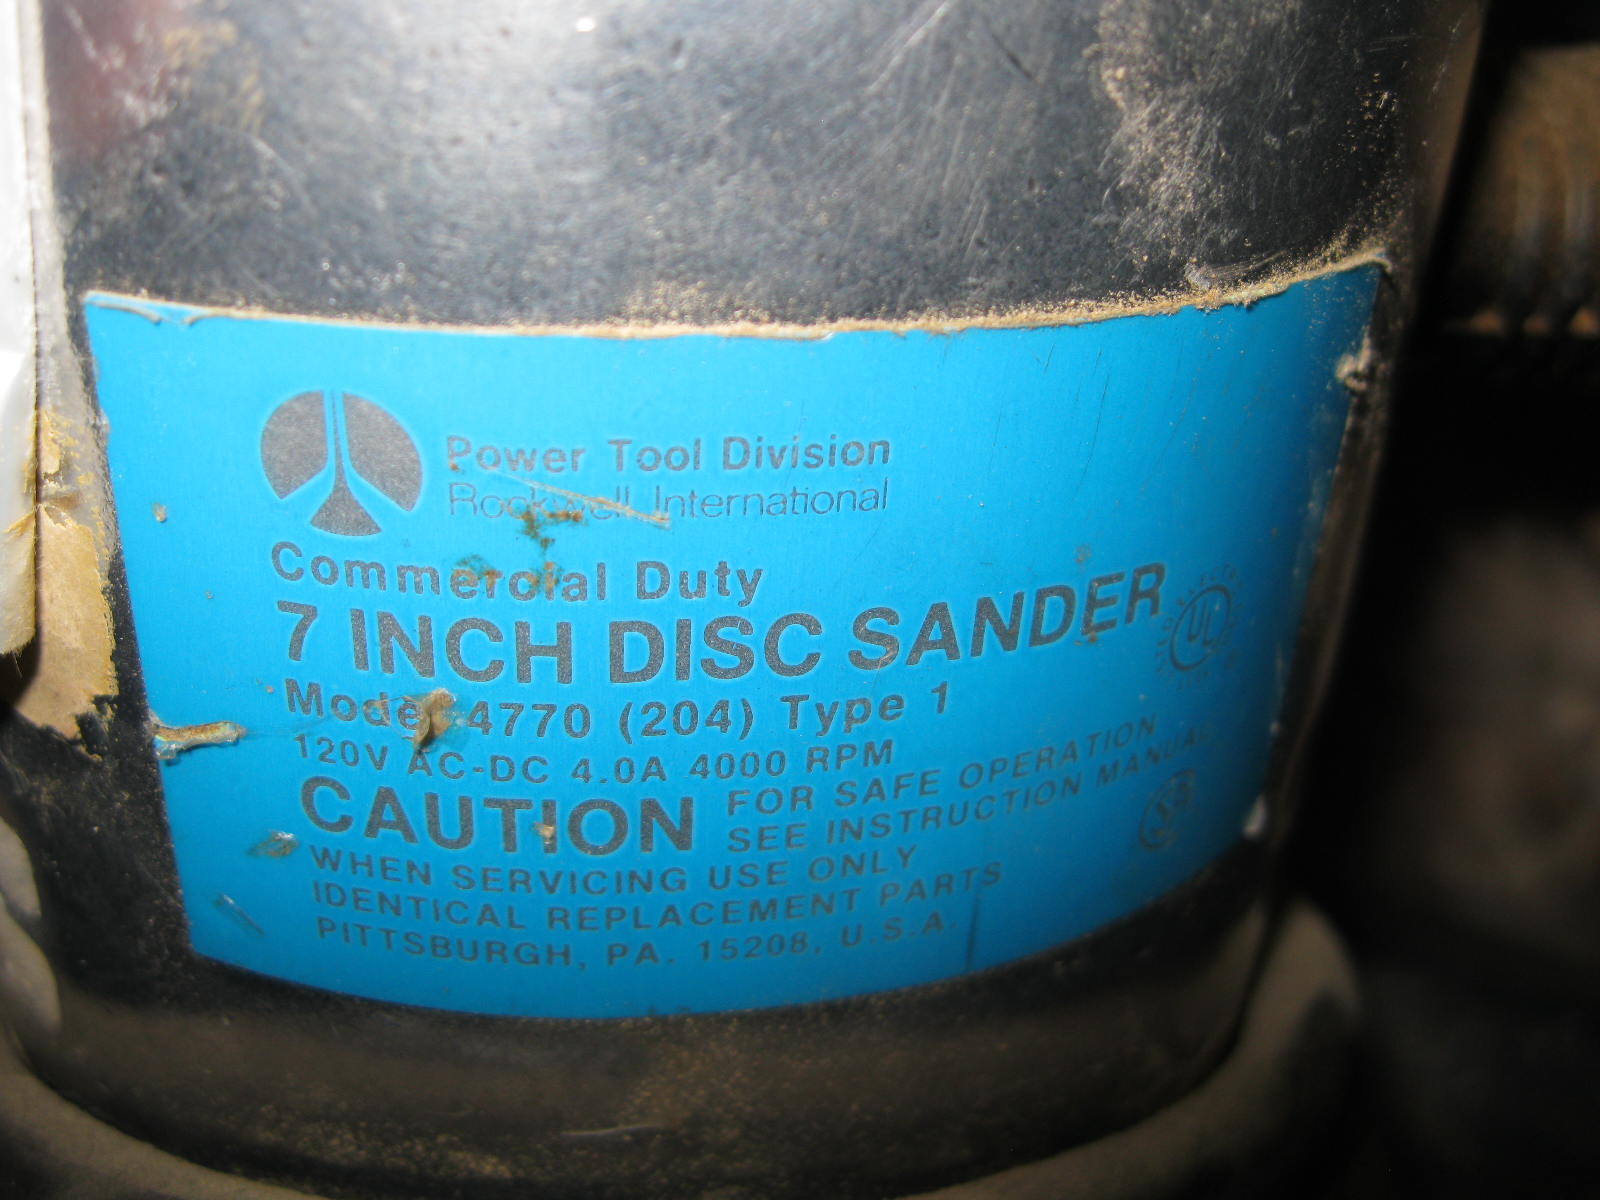 Power Tool Division
Rockwell International
Commercial Duty
7 INCH DISC SANDER
UL
Model 4770 (204) Type 1
120V AC-DC 4.0A 4000 RPM
CAUTION FOR SAFE OPERATION
SEE INSTRUCTION MANUAL
WHEN SERVICING USE ONLY
IDENTICAL REPLACEMENT PARTS
PITTSBURGH, PA. 15208, U.S.A.